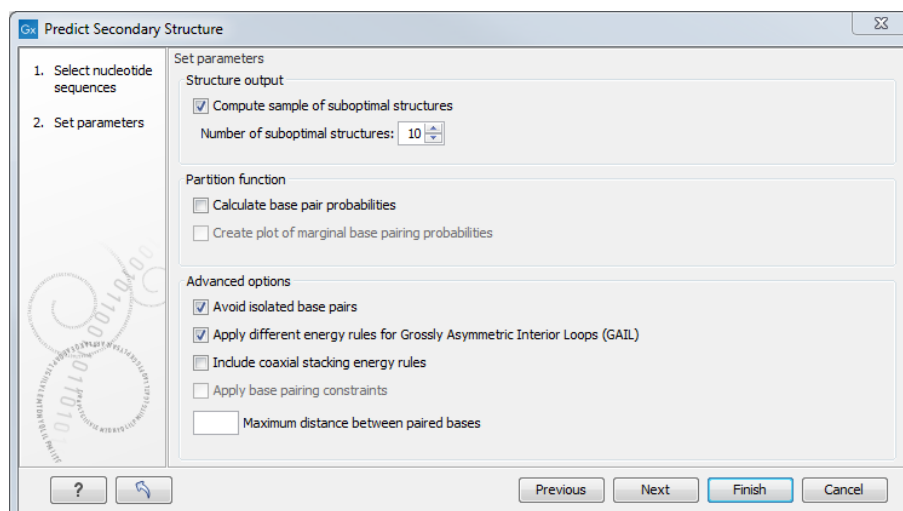 Gx Predict Secondary Structure
1. Select nucleotide
sequences
2. Set parameters
Set parameters
Structure output
Compute sample of suboptimal structures
Number of suboptimal structures: 10
Partition function
Calculate base pair probabilities
Create plot of marginal base pairing probabilities
Advanced options
Avoid isolated base pairs
Apply different energy rules for Grossly Asymmetric Interior Loops (GAIL)
Include coaxial stacking energy rules
Apply base pairing constraints
Maximum distance between paired bases
? Previous Next Finish Cancel